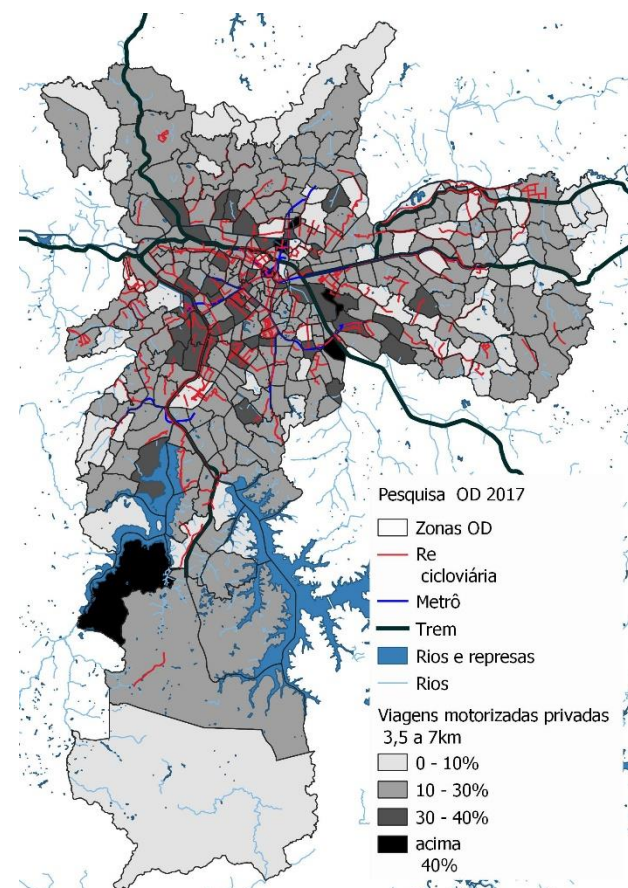 Pesquisa OD 2017
Zonas OD
Re
cicloviária
Metrô
Trem
Rios e represas
Rios
Viagens motorizadas privadas
3,5 a 7km
0 - 10%
10 - 30%
30 - 40%
acima
40%